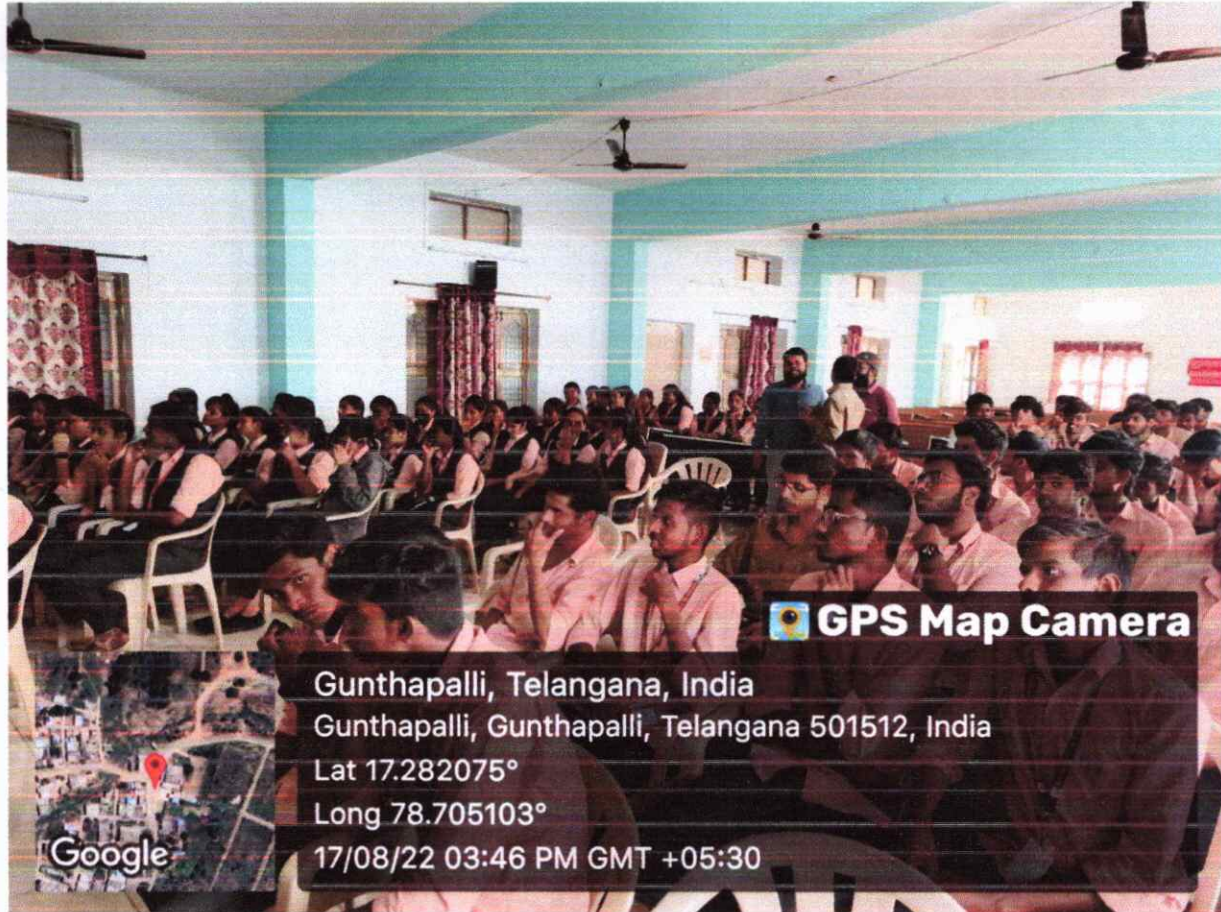 GPS Map Camera
Gunthapalli, Telangana, India
Gunthapalli, Gunthapalli, Telangana 501512, India
Lat 17.282075°
Long 78.705103°
17/08/22 03:46 PM GMT +05:30
Google